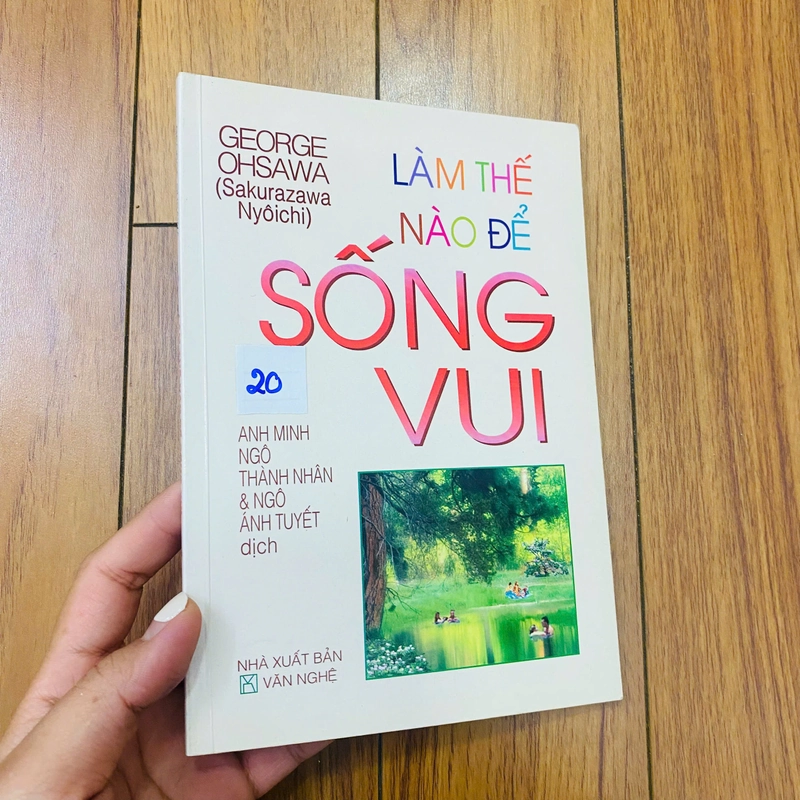 GEORGE
OHSAWA
(Sakurazawa
Nyôichi)
LÀM THẾ
NÀO ĐỂ
SỐNG
VUI
20
ANH MINH
NGÔ
THÀNH NHÂN
& NGÔ
ÁNH TUYẾT
dịch
NHÀ XUẤT BẢN
VĂN NGHỆ